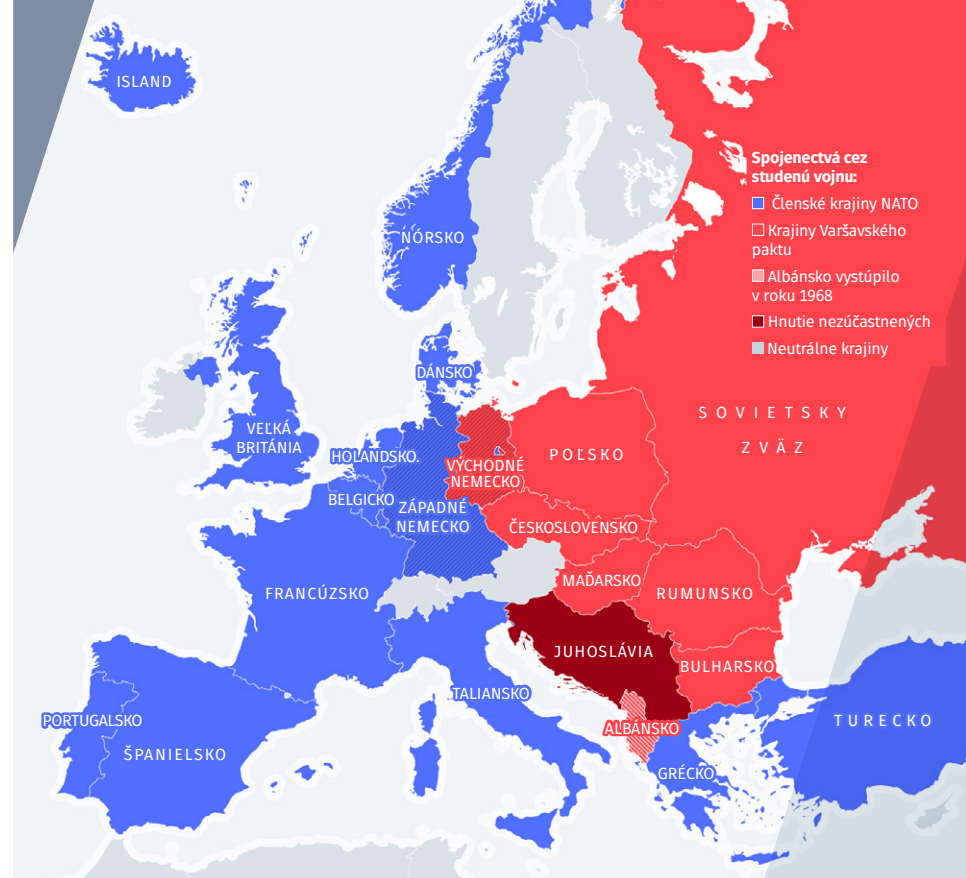 ISLAND
NÓRSKO
Spojenectvá cez
studenú vojnu:
Členské krajiny NATO
Krajiny Varšavského
paktu
Albánsko vystúpilo
v roku 1968
Hnutie nezúčastnených
Neutrálne krajiny
DÁNSKO
SOVIETSKY
ZVÄZ
VEĽKÁ
BRITÁNIA
HOLANDSKO
VÝCHODNÉ
NEMECKO
POĽSKO
BELGICKO
ZÁPADNÉ
NEMECKO
ČESKOSLOVENSKO
FRANCÚZSKO
MAĎARSKO
RUMUNSKO
JUHOSLÁVIA
BULHARSKO
TALIANSKO
PORTUGALSKO
ŠPANIELSKO
ALBÁNSKO
TURECKO
GRÉCKO